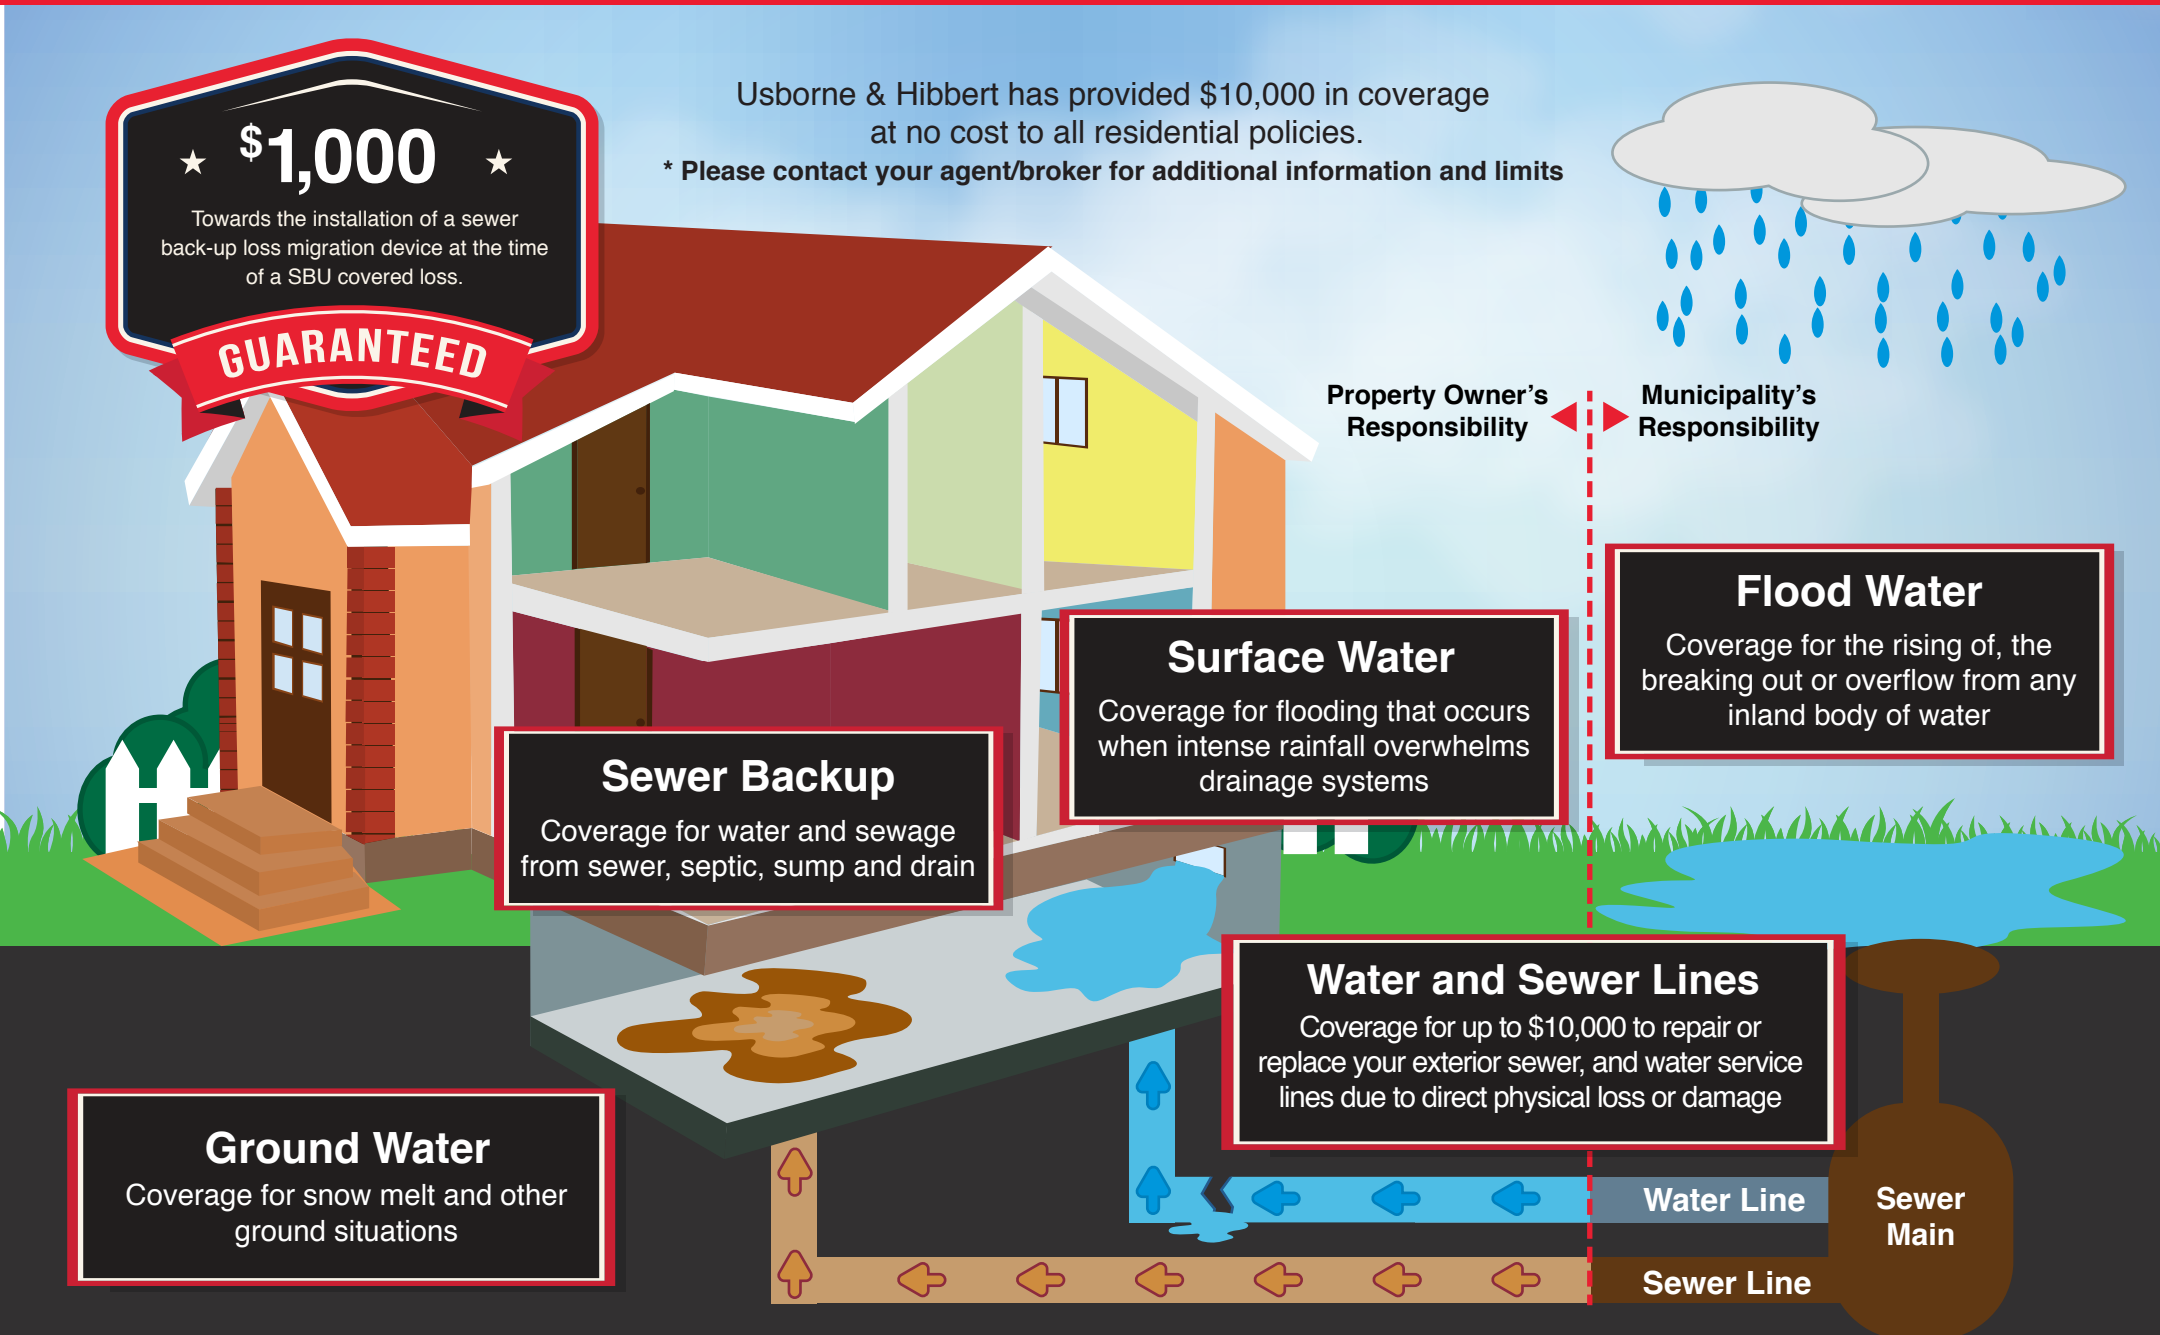 $1,000
Towards the installation of a sewer
back-up loss migration device at the time
of a SBU covered loss.
GUARANTEED
Usborne & Hibbert has provided $10,000 in coverage
at no cost to all residential policies.
* Please contact your agent/broker for additional information and limits
Property Owner's
Responsibility
Municipality's
Responsibility
Flood Water
Coverage for the rising of, the
breaking out or overflow from any
inland body of water
Surface Water
Coverage for flooding that occurs
when intense rainfall overwhelms
drainage systems
Sewer Backup
Coverage for water and sewage
from sewer, septic, sump and drain
Water and Sewer Lines
Coverage for up to $10,000 to repair or
replace your exterior sewer, and water service
lines due to direct physical loss or damage
Ground Water
Coverage for snow melt and other
ground situations
Water Line
Sewer
Main
Sewer Line